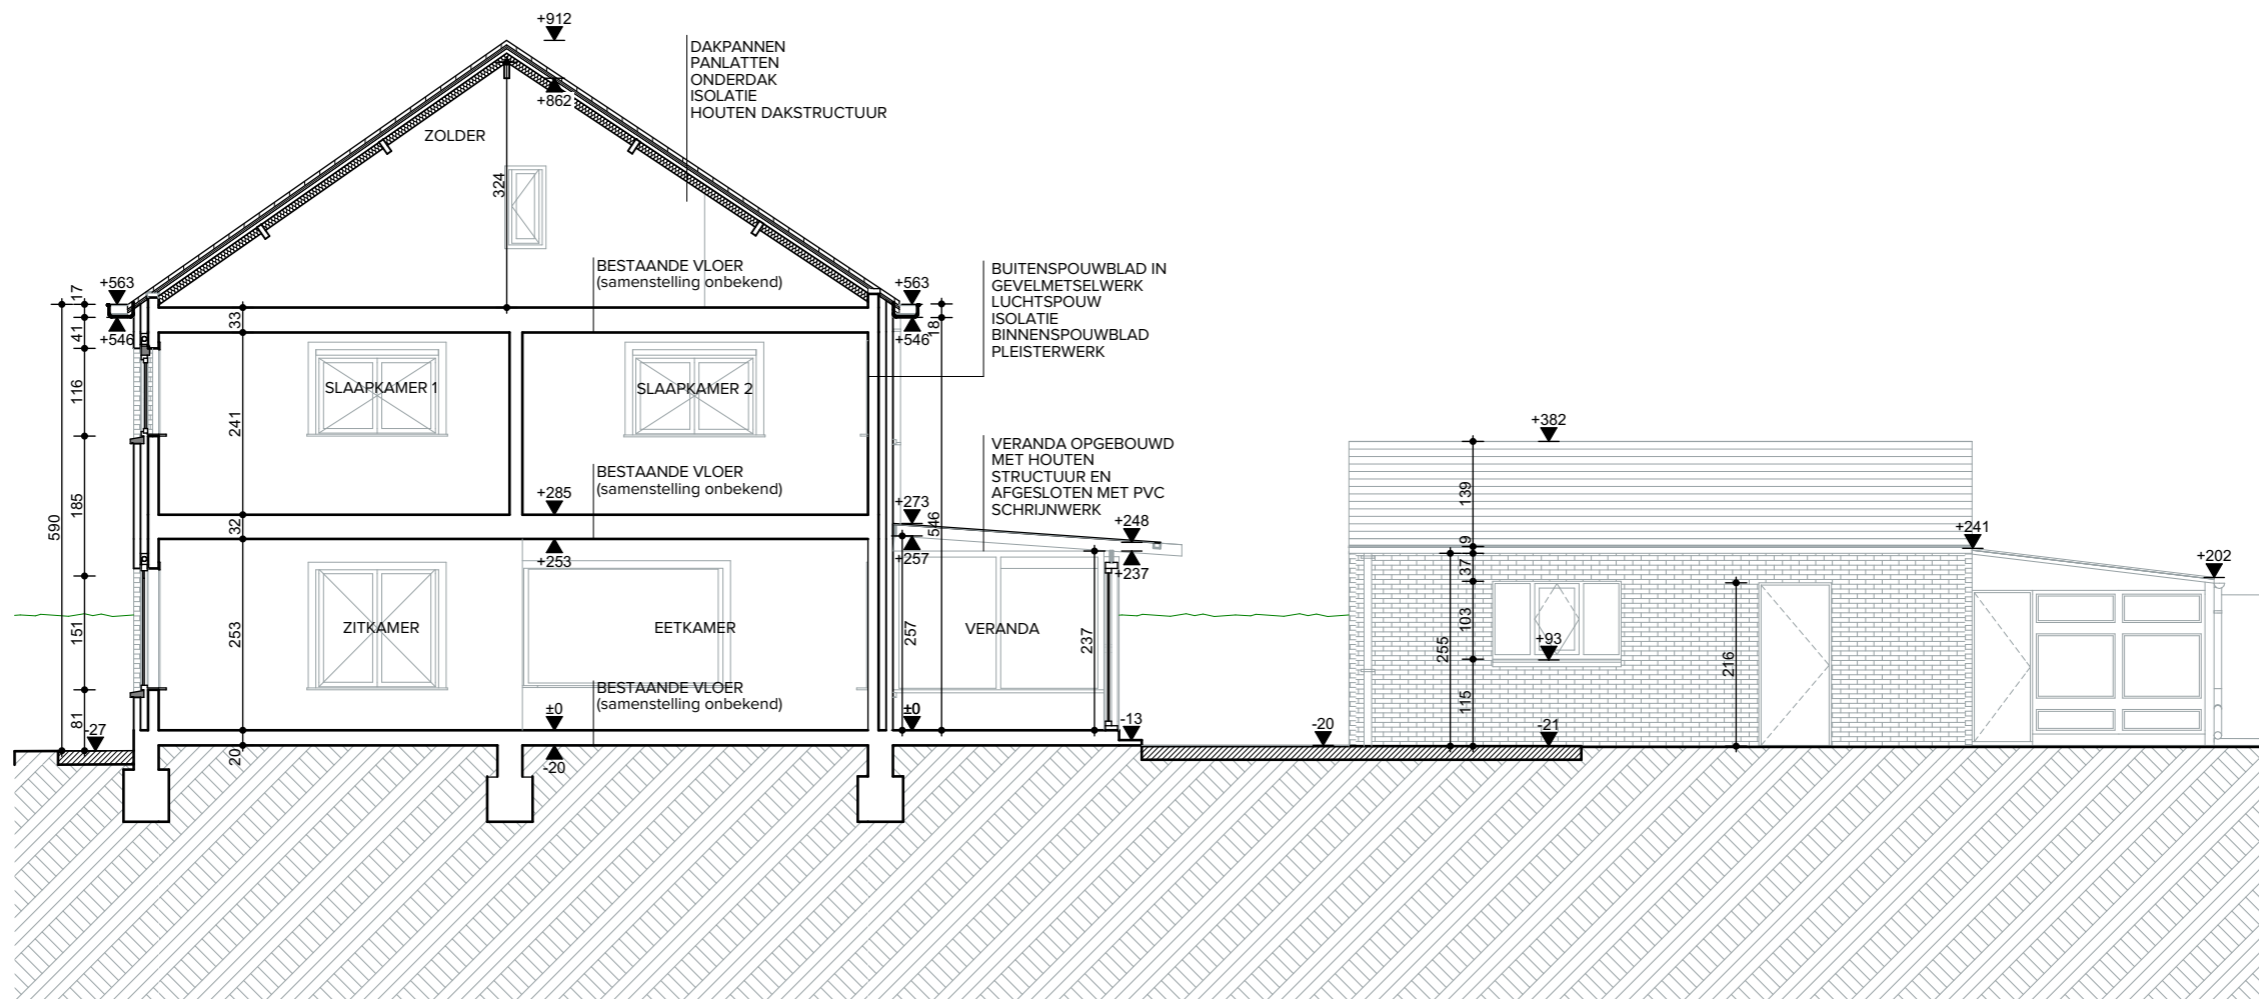 +912
DAKPANNEN
PANLATTEN
ONDERDAK
ISOLATIE
HOUTEN DAKSTRUCTUUR
+862
ZOLDER
324
BESTAANDE VLOER
(samenstelling onbekend)
BUITENSPOUWBLAD IN
GEVELMETSELWERK
LUCHTSPOUW
ISOLATIE
BINNENSPOUWBLAD
PLEISTERWERK
+563
+563
17
33
18
41
+546
+546
116
SLAAPKAMER 1
SLAAPKAMER 2
241
+382
VERANDA OPGEBOUWD
MET HOUTEN
STRUCTUUR EN
AFGESLOTEN MET PVC
SCHRIJNWERK
BESTAANDE VLOER
(samenstelling onbekend)
+285
185
139
590
32
+273
546
+248
+241
9
+253
+257
+237
37
+202
151
253
ZITKAMER
EETKAMER
257
VERANDA
237
103
255
+93
216
BESTAANDE VLOER
(samenstelling onbekend)
81
±0
±0
115
-27
-13
-20
-21
20
-20